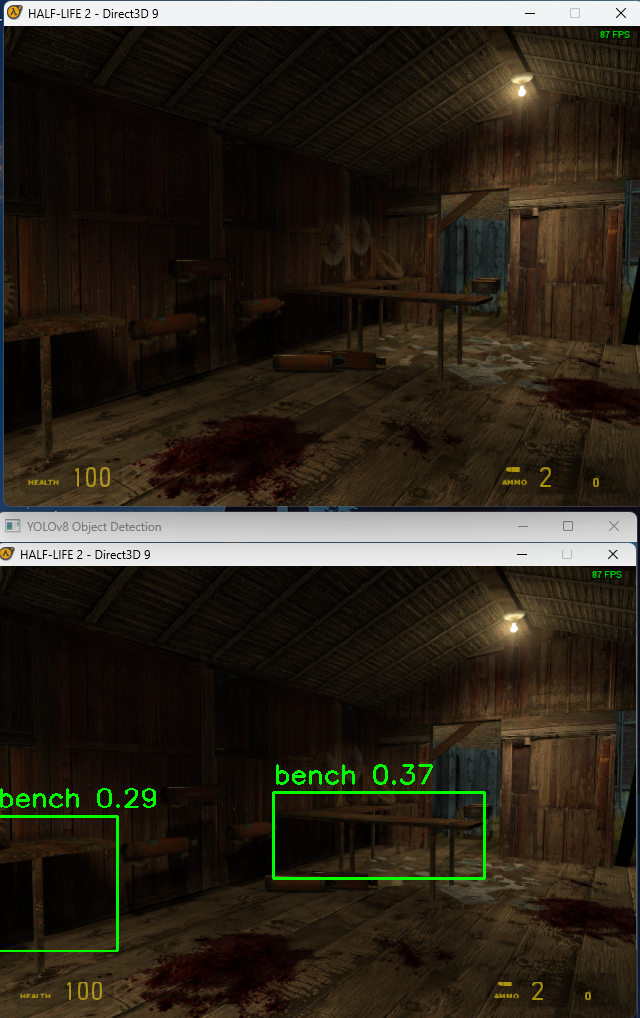 HALF-LIFE 2 - Direct3D 9
87 FPS
HEALTH 100
AMMO 2 0
YOLOv8 Object Detection
HALF-LIFE 2 - Direct3D 9
87 FPS
bench 0.37
bench 0.29
HEALTH 100
AMMO 2 0